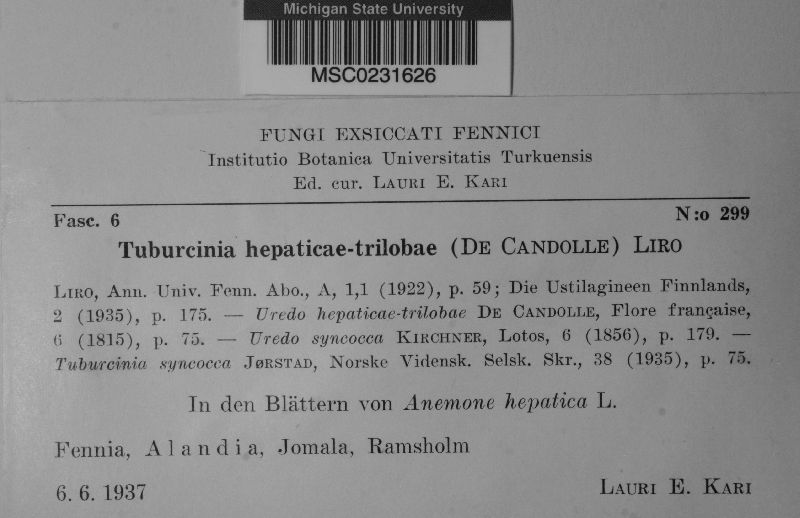 Michigan State University
MSC0231626
FUNGI EXSICCATI FENNICI
Institutio Botanica Universitatis Turkuensis
Ed. cur. LAURI E. KARI
Fasc. 6 N:o 299
Tuburcinia hepaticae-trilobae (DE CANDOLLE) LIRO
LIRO, Ann. Univ. Fenn. Abo., A, 1,1 (1922), p. 59; Die Ustilagineen Finnlands,
2 (1935), p. 175. — Uredo hepaticae-trilobae DE CANDOLLE, Flore française,
6 (1815), p. 75. — Uredo syncocca KIRCHNER, Lotos, 6 (1856), p. 179. —
Tuburcinia syncocca JØRSTAD, Norske Vidensk. Selsk. Skr., 38 (1935), p. 75.
In den Blättern von Anemone hepatica L.
Fennia, Alandia, Jomala, Ramsholm
6. 6. 1937 LAURI E. KARI